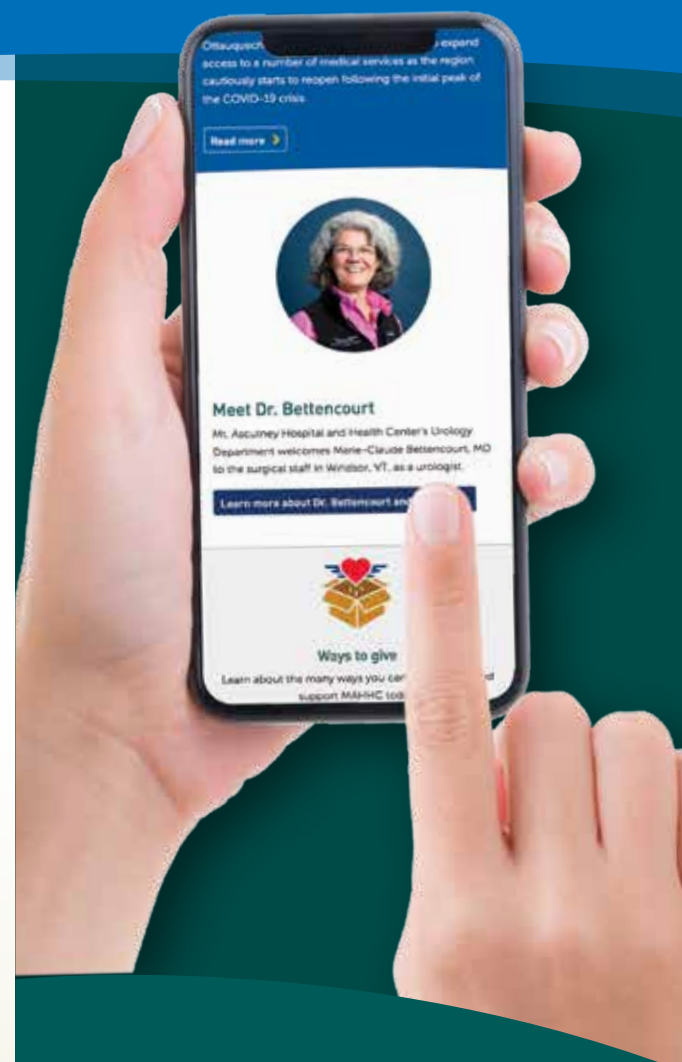 Ottauquech expand
access to a number of medical services as the region
cautiously starts to reopen following the initial peak of
the COVID-19 crisis.
Read more
Meet Dr. Bettencourt
Mt. Ascutney Hospital and Health Center's Urology
Department welcomes Marie-Claude Bettencourt, MD
to the surgical staff in Windsor, VT, as a urologist.
Learn more about Dr. Bettencourt an
Ways to give
Learn about the many ways you can
support MAHHC